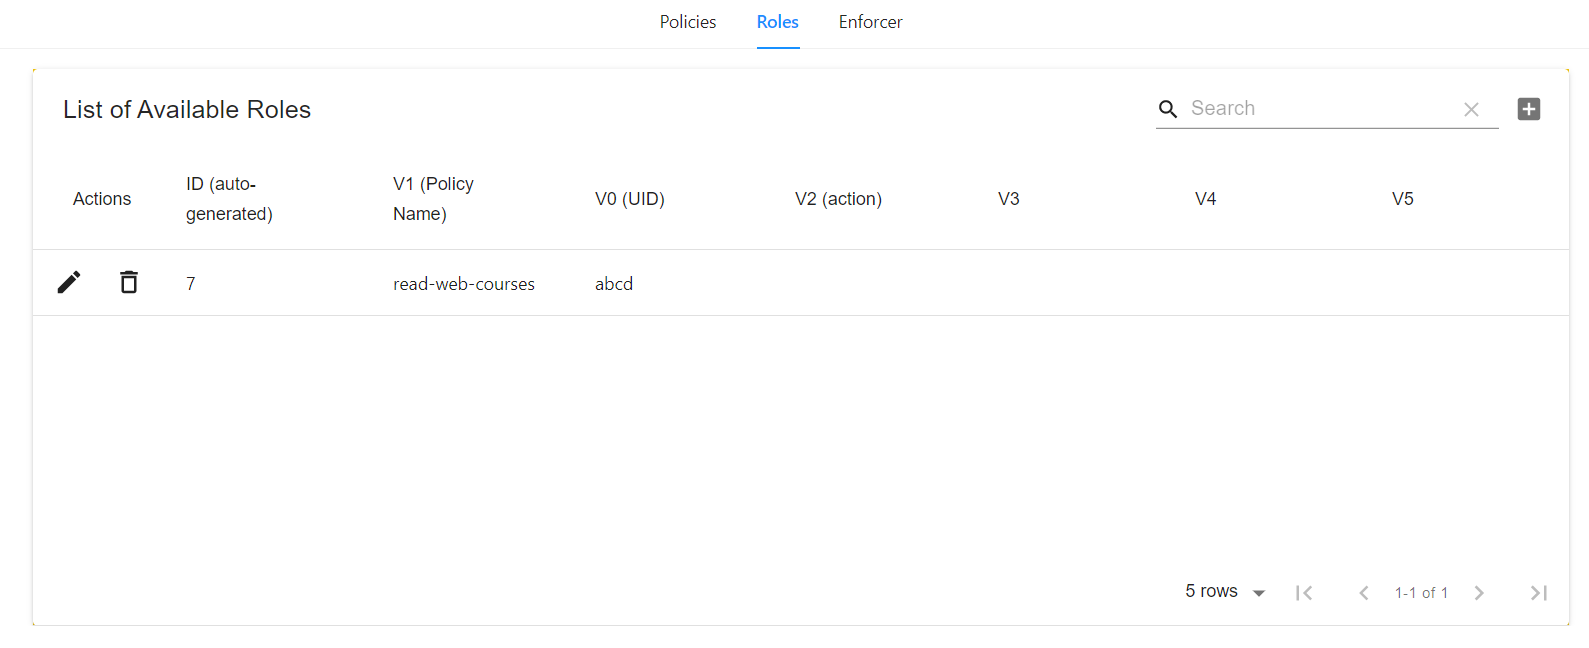 Policies Roles Enforcer
List of Available Roles
Search
Actions
ID (auto-
generated)
V1 (Policy
Name)
V0 (UID)
V2 (action)
V3
V4
V5
7 read-web-courses abcd
5 rows 1-1 of 1